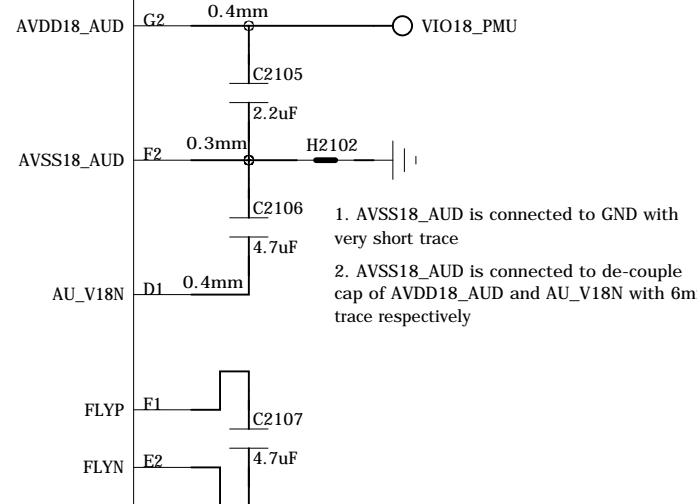 0.4mm
AVDD18_AUD G2 VIO18_PMU
C2105
2.2uF
0.3mm H2102
AVSS18_AUD F2
C2106
4.7uF
1. AVSS18_AUD is connected to GND with
very short trace
2. AVSS18_AUD is connected to de-couple
cap of AVDD18_AUD and AU_V18N with 6m
trace respectively
0.4mm
AU_V18N D1
FLYP F1
C2107
4.7uF
FLYN E2